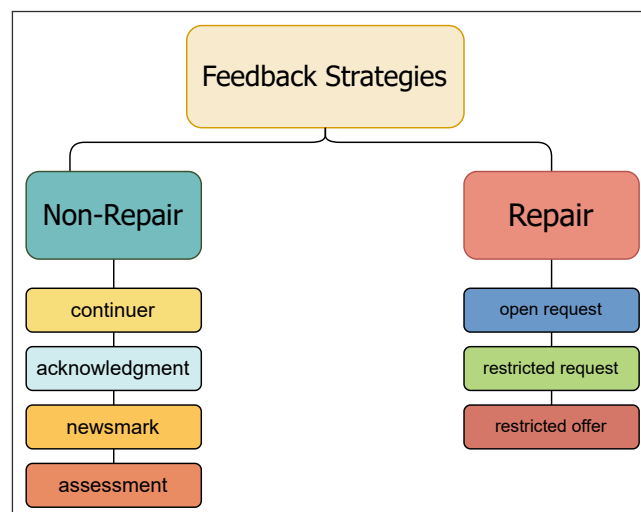 Feedback Strategies
Non-Repair
continuer
acknowledgment
newsmark
assessment
Repair
open request
restricted request
restricted offer